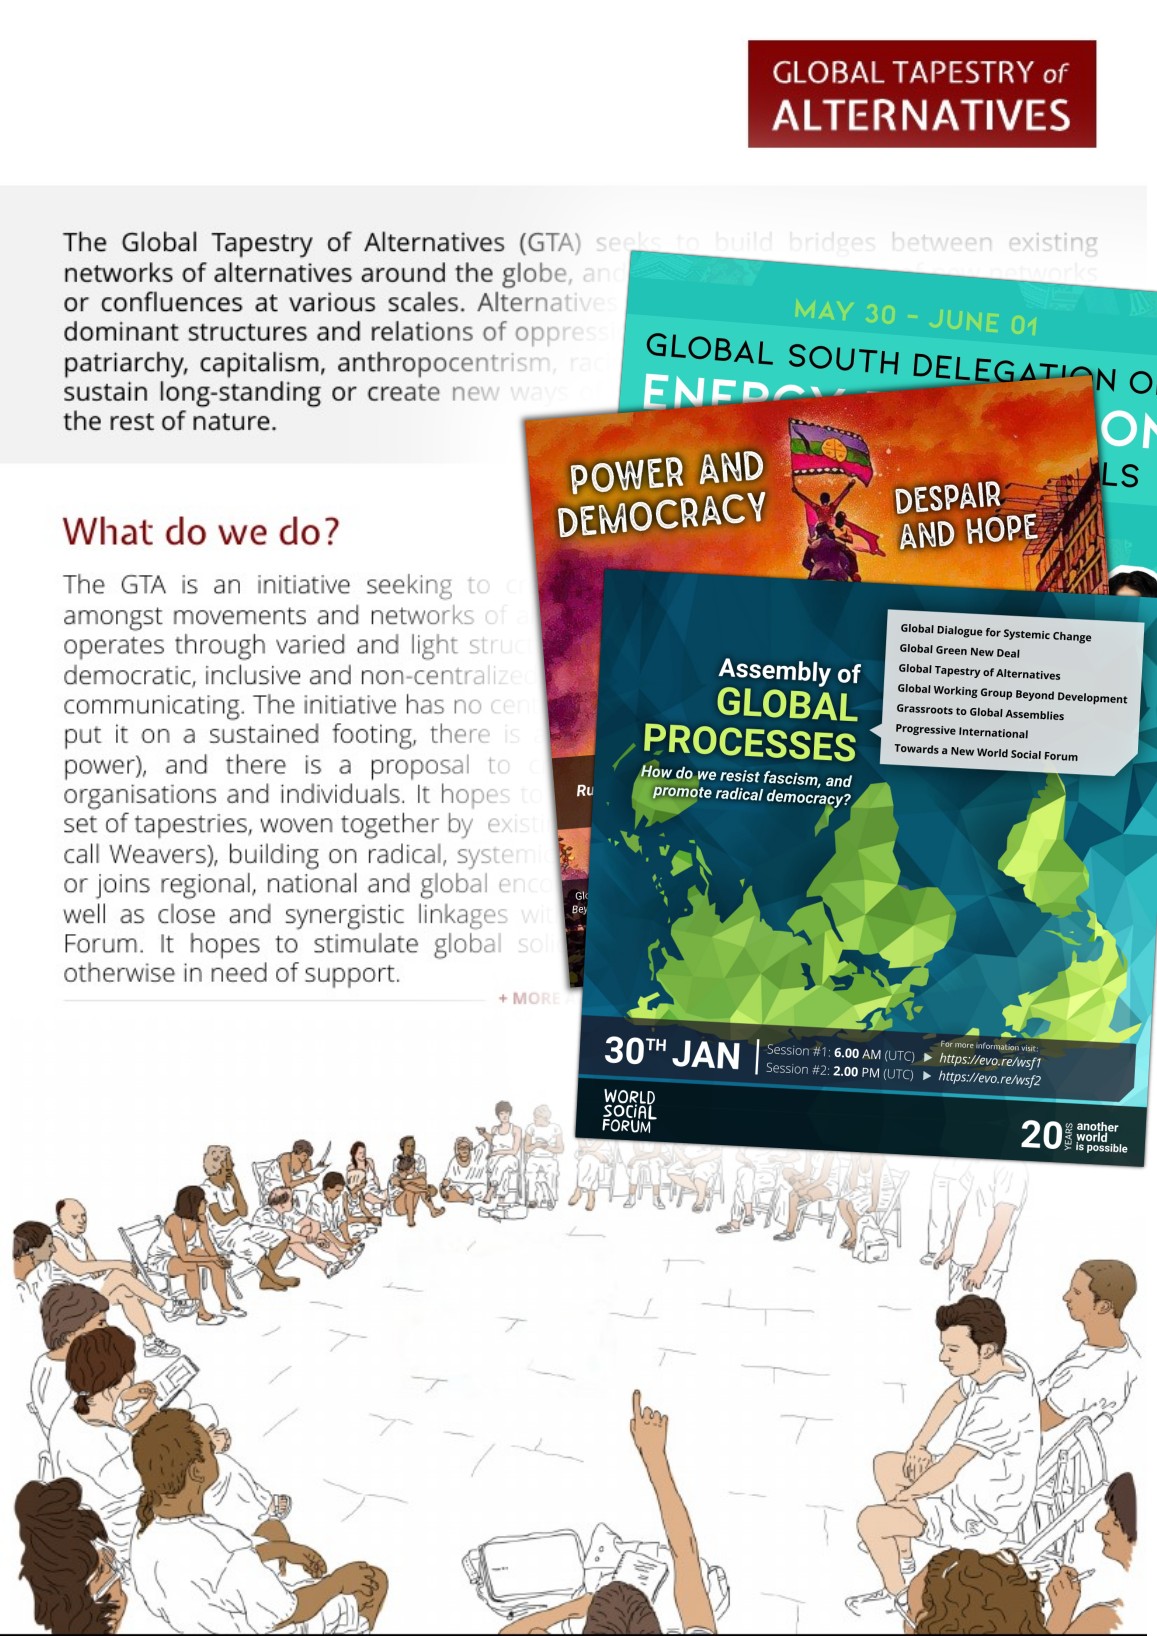 GLOBAL TAPESTRY of
ALTERNATIVES
The Global Tapestry of Alternatives (GTA) seeks to build bridges between existing
networks of alternatives around the globe, and networks
or confluences at various scales. Alternatives
dominant structures and relations of
patriarchy, capitalism, anthropocentrism,
sustain long-standing or create new ways
the rest of nature.
What do we do?
The GTA is an initiative seeking to
amongst movements and networks of
operates through varied and light
democratic, inclusive and
communicating. The initiative has no
put it on a sustained footing, there is
power), and there is a proposal to
organisations and individuals. It hopes to
set of tapestries, woven together by
call Weavers), building on radical,
or joins regional, national and global
well as close and synergistic linkages
Forum. It hopes to stimulate global
otherwise in need of support.
+ MORE
MAY 30 - JUNE 01
GLOBAL SOUTH DELEGATION
POWER AND
DEMOCRACY
DESPAIR
AND HOPE
Assembly of
GLOBAL
PROCESSES
How do we resist fascism, and
promote radical democracy?
Global Dialogue for Systemic Change
Global Green New Deal
Global Tapestry of Alternatives
Global Working Group Beyond Development
Grassroots to Global Assemblies
Progressive International
Towards a New World Social Forum
30TH JAN
Session #1: 6.00 AM (UTC)
Session #2: 2.00 PM (UTC)
For more information visit:
https://evo.re/wsf1
https://evo.re/wsf2
WORLD
SOCIAL
FORUM
20 YEARS
another
world
is possible